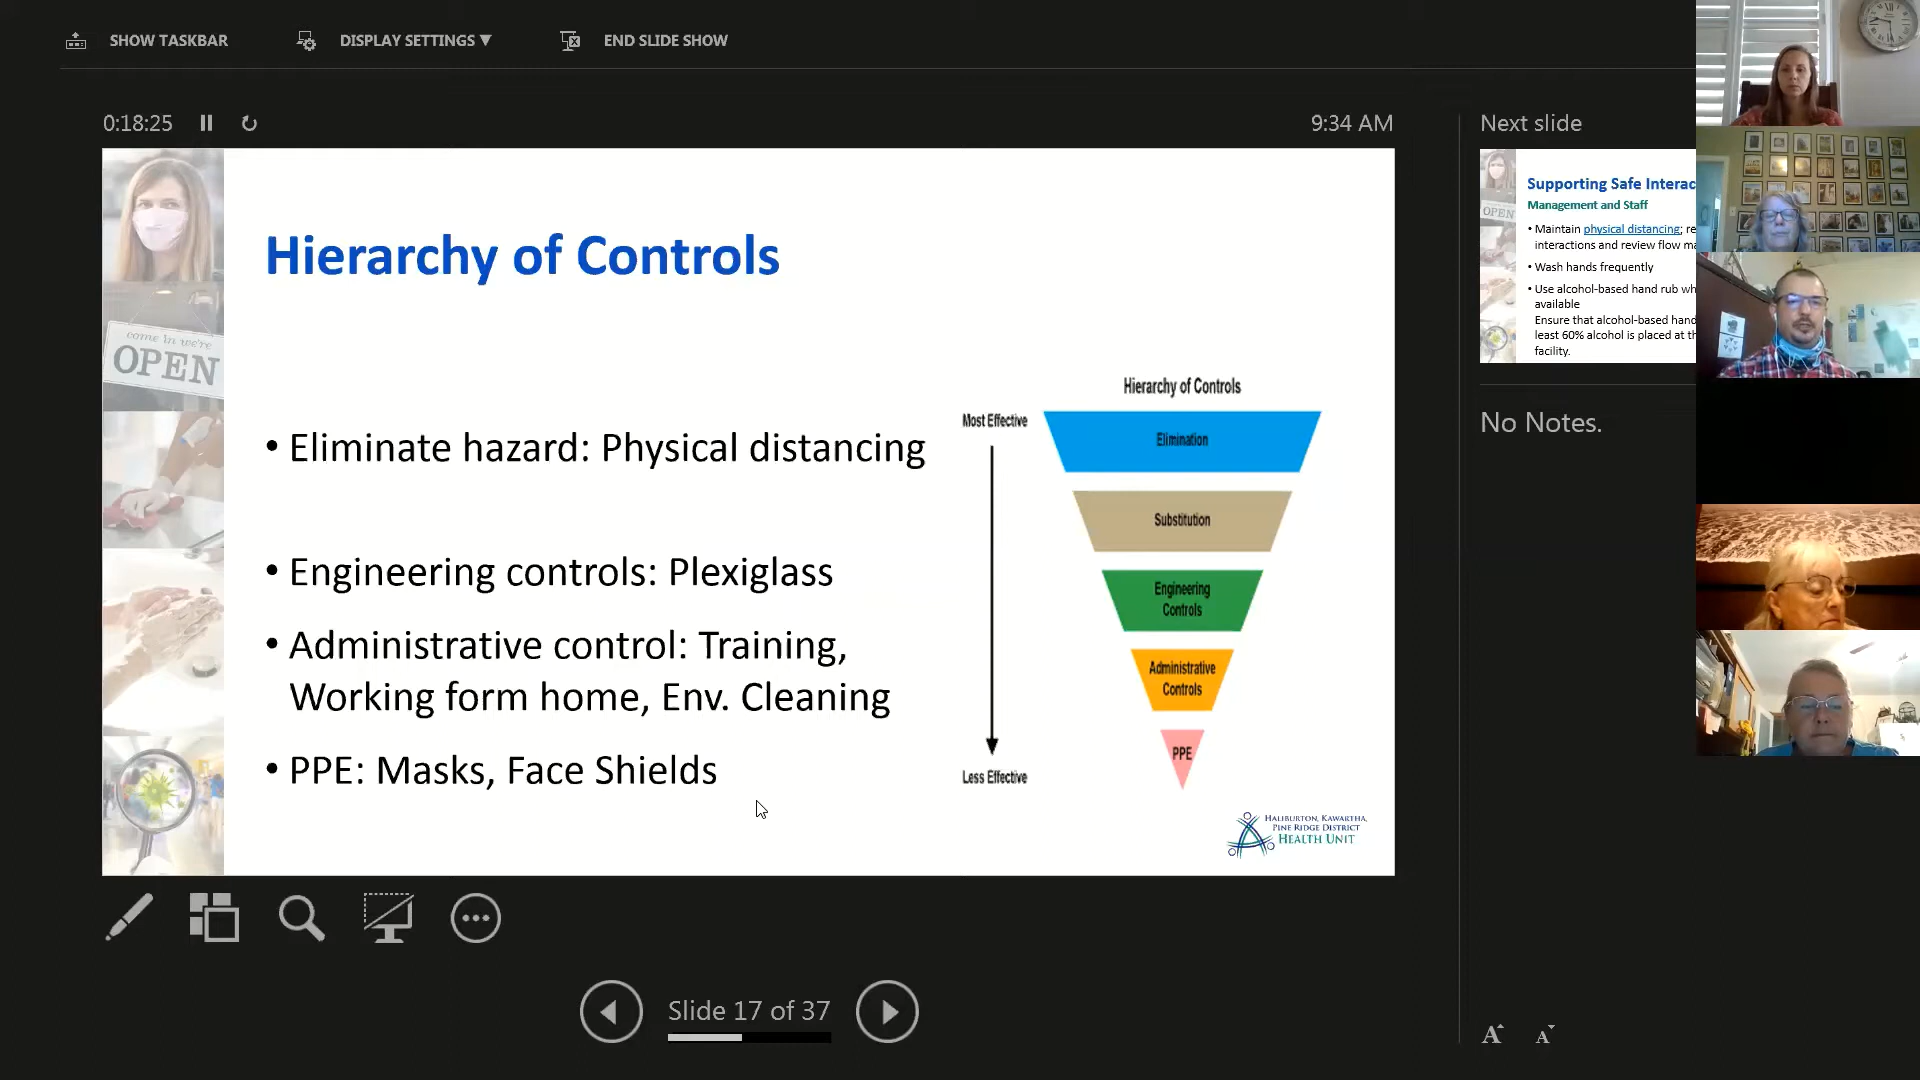 SHOW TASKBAR
DISPLAY SETTINGS ▼
END SLIDE SHOW
0:18:25
9:34 AM
come in we're
OPEN
Hierarchy of Controls
• Eliminate hazard: Physical distancing
• Engineering controls: Plexiglass
• Administrative control: Training,
Working form home, Env. Cleaning
• PPE: Masks, Face Shields
Hierarchy of Controls
Most Effective
Elimination
Substitution
Engineering
Controls
Administrative
Controls
PPE
Less Effective
HALIBURTON, KAWARTHA,
PINE RIDGE DISTRICT
HEALTH UNIT
Next slide
OPEN
Supporting Safe Interac
Management and Staff
• Maintain physical distancing; re
interactions and review flow ma
• Wash hands frequently
• Use alcohol-based hand rub wh
available
Ensure that alcohol-based hand
least 60% alcohol is placed at th
facility.
No Notes.
Slide 17 of 37
A A